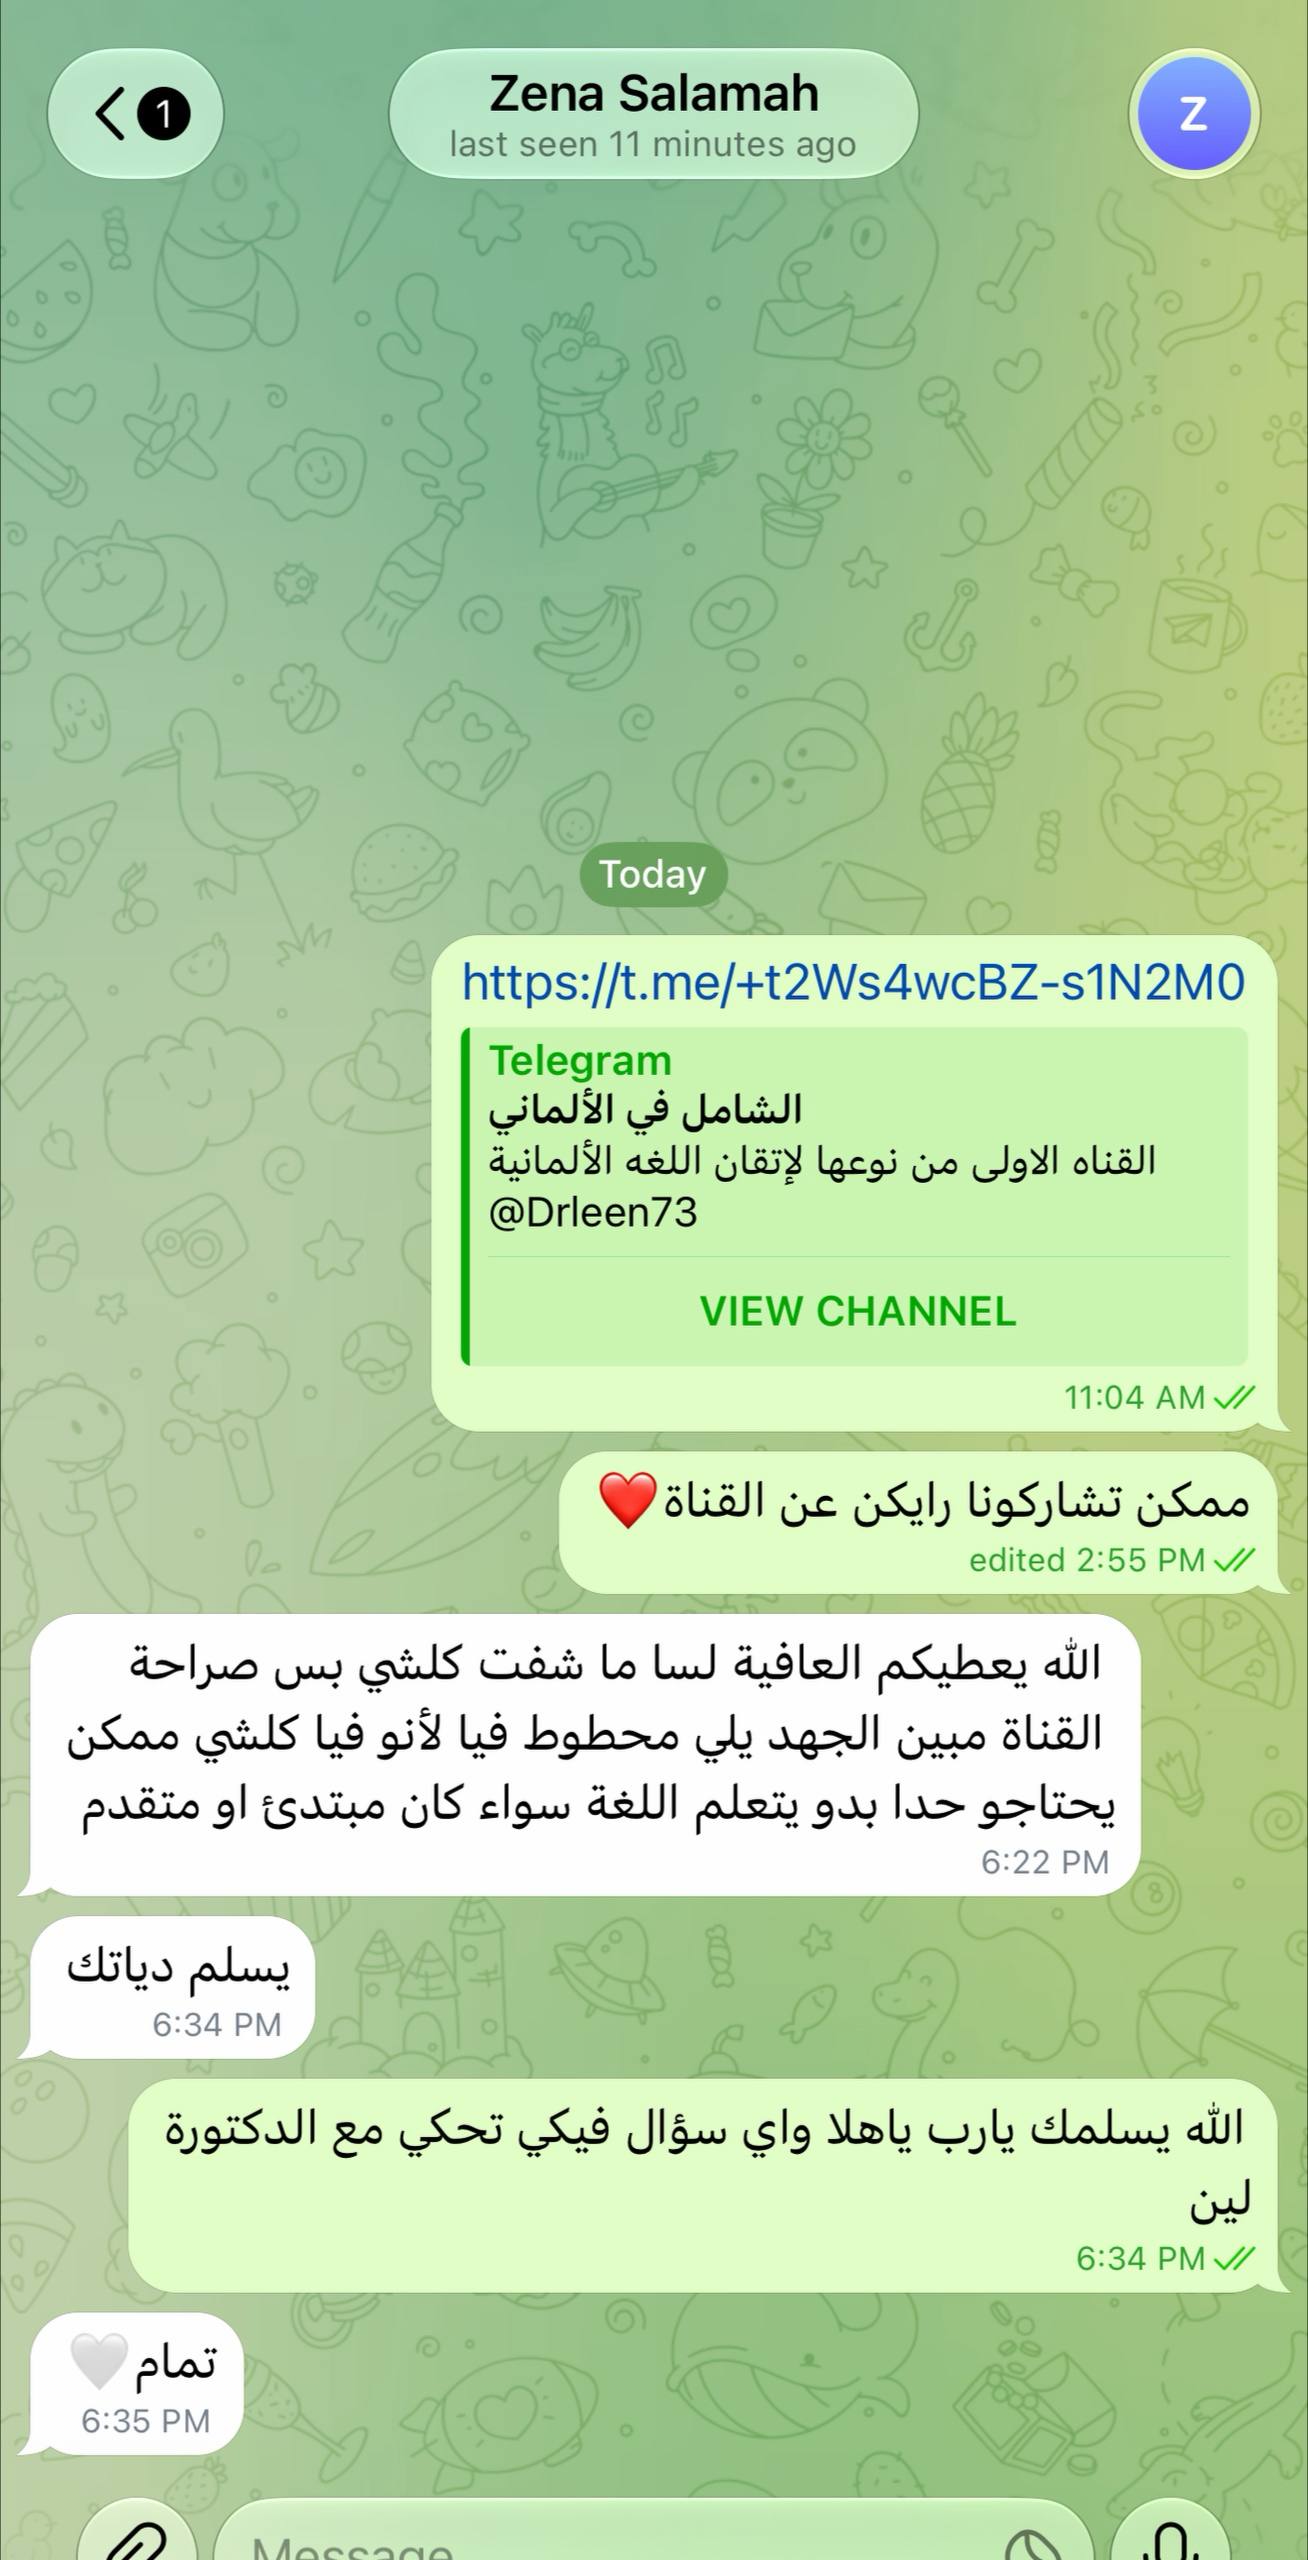 1
Zena Salamah
last seen 11 minutes ago
Z
Today
https://t.me/+t2Ws4wcBZ-s1N2M0
Telegram
الشامل في الألماني
القناه الاولى من نوعها لإتقان اللغه الألمانية
@Drleen73
VIEW CHANNEL
11:04 AM
ممكن تشاركونا رايكن عن القناة❤️
edited 2:55 PM
الله يعطيكم العافية لسا ما شفت كلشي بس صراحة
القناة مبين الجهد يلي محطوط فيا لأنو فيا كلشي ممكن
يحتاجو حدا بدو يتعلم اللغة سواء كان مبتدئ او متقدم
6:22 PM
يسلم دياتك
6:34 PM
الله يسلمك يارب ياهلا واي سؤال فيكي تحكي مع الدكتورة
لين
6:34 PM
تمام🤍
6:35 PM
Message